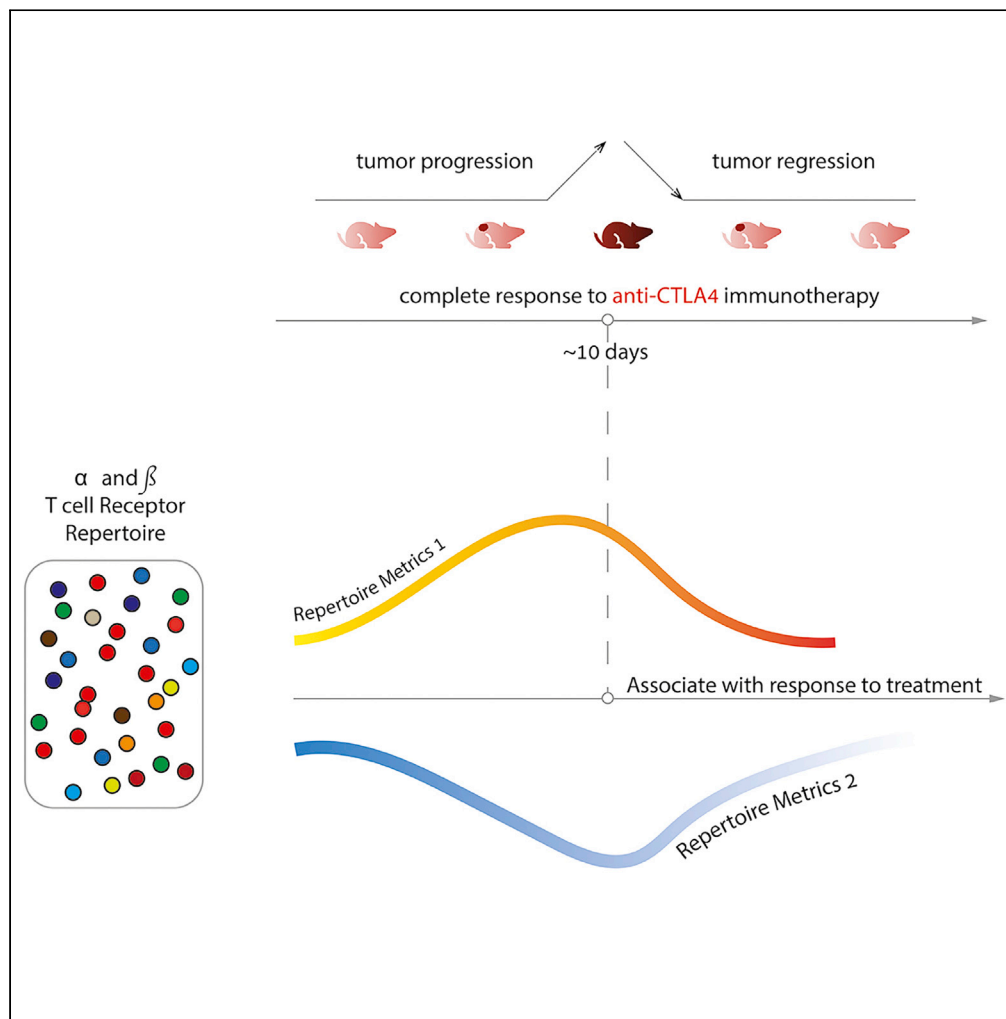 tumor progression
tumor regression
complete response to anti-CTLA4 immunotherapy
~10 days
α and β
T cell Receptor
Repertoire
Repertoire Metrics 1
Associate with response to treatment
Repertoire Metrics 2